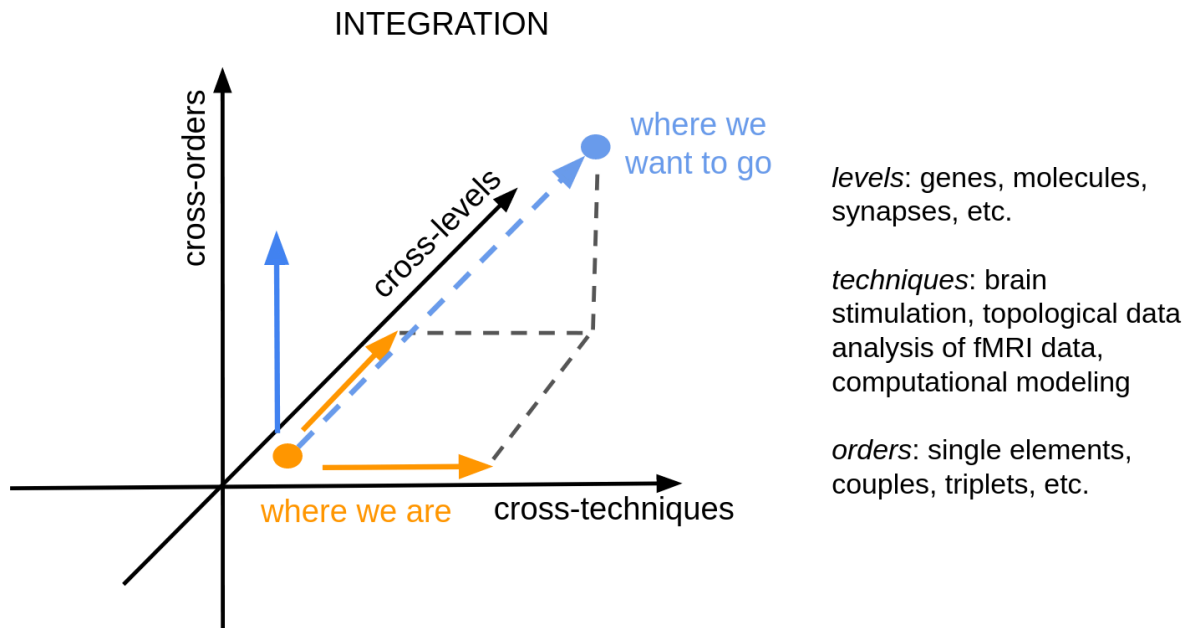 INTEGRATION
cross-orders
cross-levels
where we
want to go
where we are
cross-techniques
levels: genes, molecules,
synapses, etc.
techniques: brain
stimulation, topological data
analysis of fMRI data,
computational modeling
orders: single elements,
couples, triplets, etc.